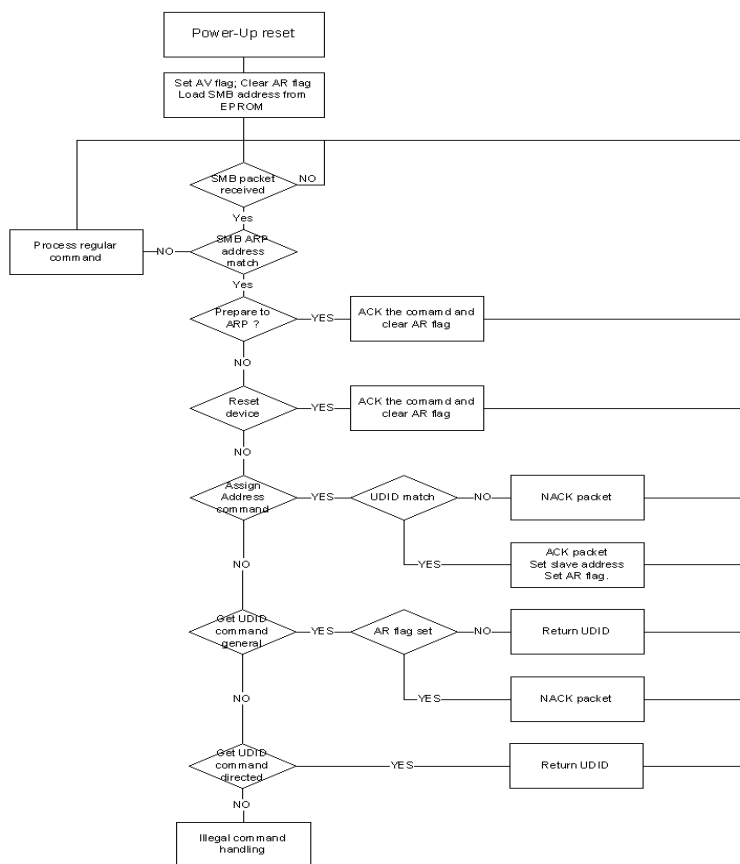 Power-Up reset
Set AV flag; Clear AR flag
Load SMB address from
EPROM
SMB packet
received
NO
Yes
Process regular
command
NO
SMB ARP
address
match
Yes
Prepare to
ARP ?
YES
ACK the comamd and
clear AR flag
NO
Reset
device
YES
ACK the comamd and
clear AR flag
NO
Assign
Address
command
YES
UDID match
NO
NACK packet
YES
ACK packet
Set slave address
Set AR flag.
NO
Get UDID
command
general
YES
AR flag set
NO
Return UDID
YES
NACK packet
NO
Get UDID
command
directed
YES
Return UDID
NO
Illegal command
handling